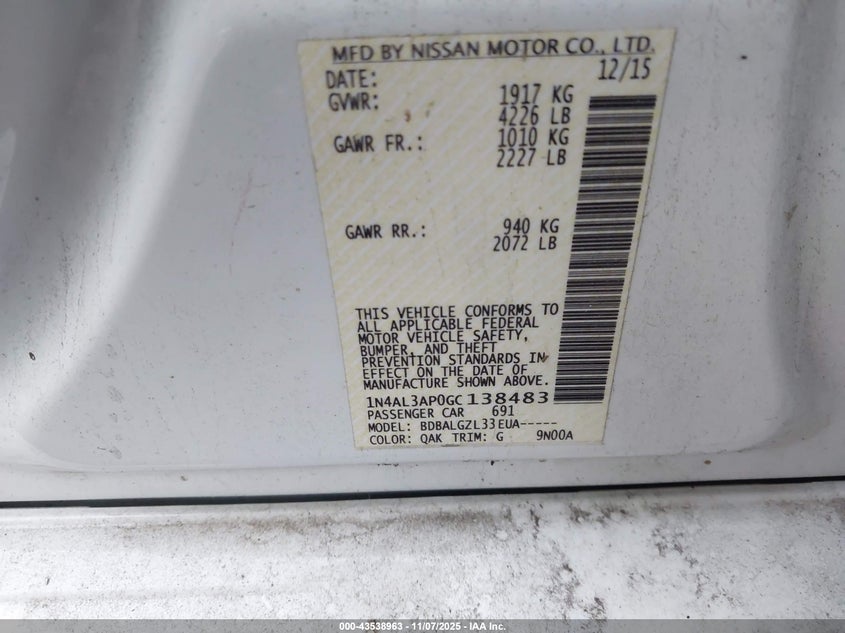 MFD BY NISSAN MOTOR CO., LTD.
DATE: 12/15
GVWR: 1917 KG
4226 LB
GAWR FR.: 1010 KG
2227 LB
GAWR RR.: 940 KG
2072 LB
THIS VEHICLE CONFORMS TO
ALL APPLICABLE FEDERAL
MOTOR VEHICLE SAFETY,
BUMPER, AND THEFT
PREVENTION STANDARDS IN
EFFECT ON THE DATE OF
MANUFACTURE SHOWN ABOVE.
1N4AL3AP0GC138483
PASSENGER CAR 691
MODEL: BDBALGZL33EUA-----
COLOR: QAK TRIM: G 9N00A
000-43538963 - 11/07/2025 - IAA Inc.